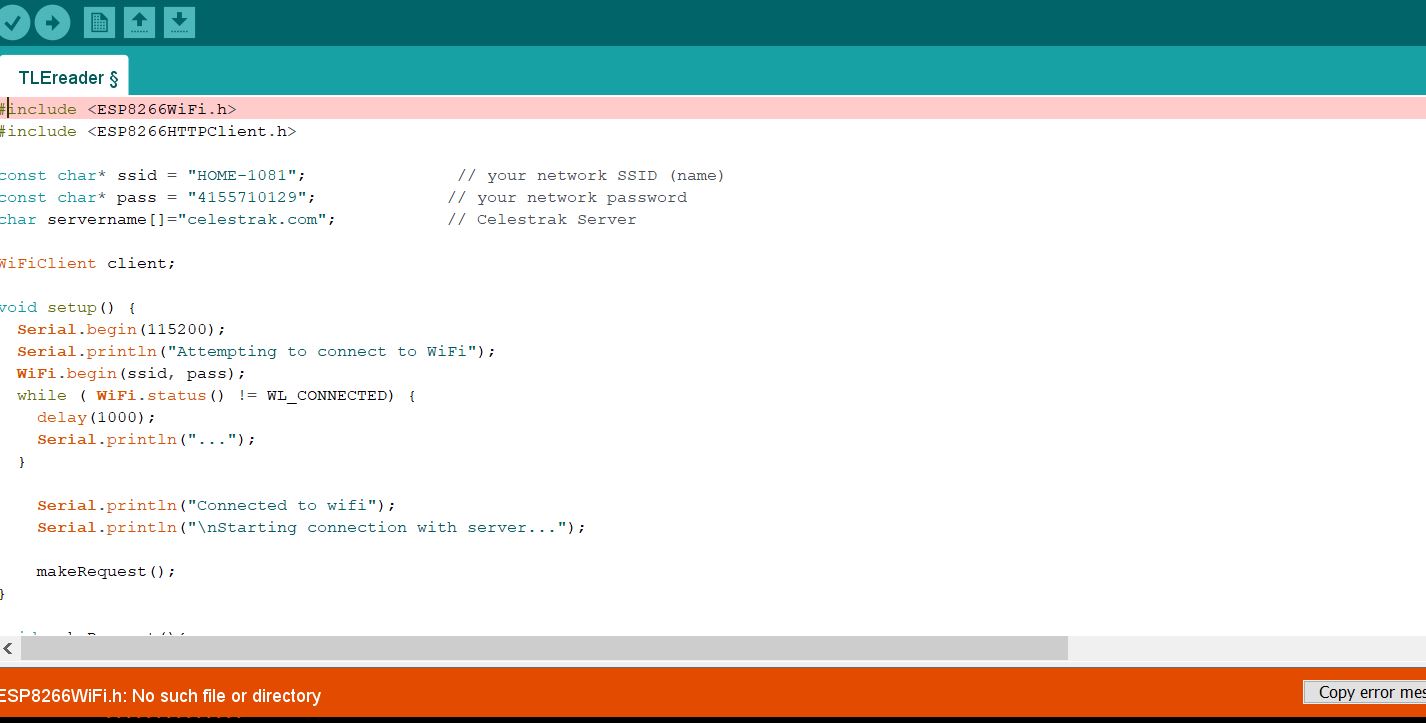 TLEreader §
#include <ESP8266WiFi.h>
#include <ESP8266HTTPClient.h>
const char* ssid = "HOME-1081"; // your network SSID (name)
const char* pass = "4155710129"; // your network password
char servername[]="celestrak.com"; // Celestrak Server
WiFiClient client;
void setup() {
Serial.begin(115200);
Serial.println("Attempting to connect to WiFi");
WiFi.begin(ssid, pass);
while ( WiFi.status() != WL_CONNECTED) {
delay(1000);
Serial.println("...");
}
Serial.println("Connected to wifi");
Serial.println("\nStarting connection with server...");
makeRequest();
}
ESP8266WiFi.h: No such file or directory
Copy error mes